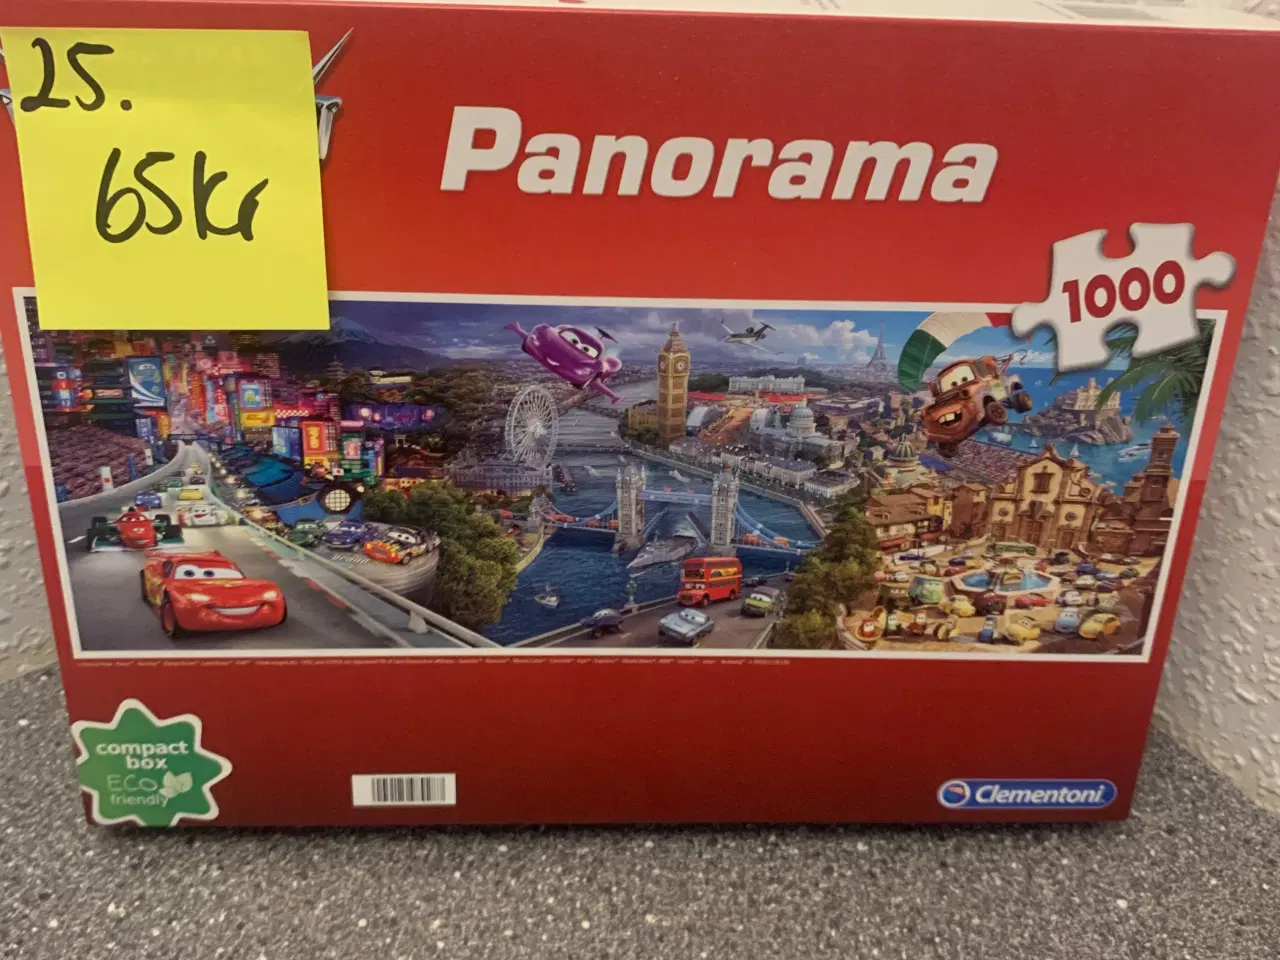 25.
65kr
Panorama
1000
compact
box
ECO
friendly
Clementoni